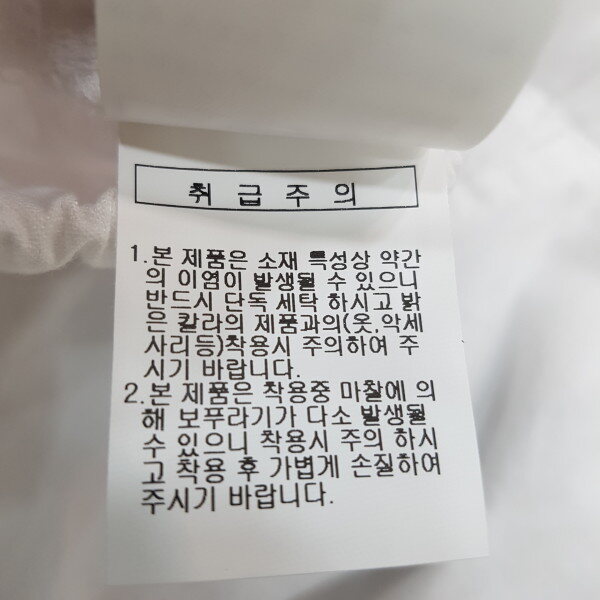 취급주의
1.본 제품은 소재 특성상 약간
의 이염이 발생될 수 있으니
반드시 단독 세탁 하시고 밝
은 칼라의 제품과의(옷,악세
사리등)착용시 주의하여 주
시기 바랍니다.
2.본 제품은 착용중 마찰에 의
해 보푸라기가 다소 발생될
수 있으니 착용시 주의 하시
고 착용 후 가볍게 손질하여
주시기 바랍니다.